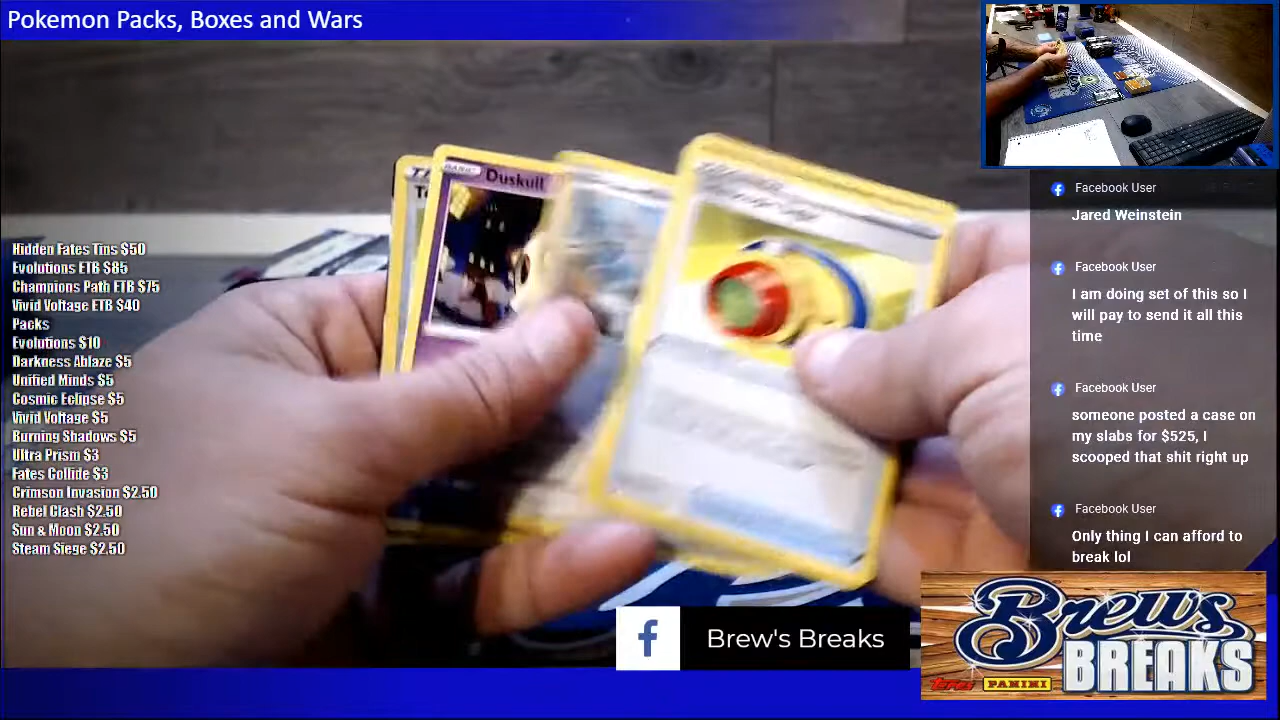 Pokemon Packs, Boxes and Wars
Hidden Fates Tins $50
Evolutions ETB $85
Champions Path ETB $75
Vivid Voltage ETB $40
Packs
Evolutions $10
Darkness Ablaze $5
Unified Minds $5
Cosmic Eclipse $5
Vivid Voltage $5
Burning Shadows $5
Ultra Prism $3
Fates Collide $3
Crimson Invasion $2.50
Rebel Clash $2.50
Sun & Moon $2.50
Steam Siege $2.50
BASIC
Duskull
Facebook User
Jared Weinstein
Facebook User
I am doing set of this so I
will pay to send it all this
time
Facebook User
someone posted a case on
my slabs for $525, I
scooped that shit right up
Facebook User
Only thing I can afford to
break lol
Brew's Breaks
Brews
BREAKS
Topps PANINI